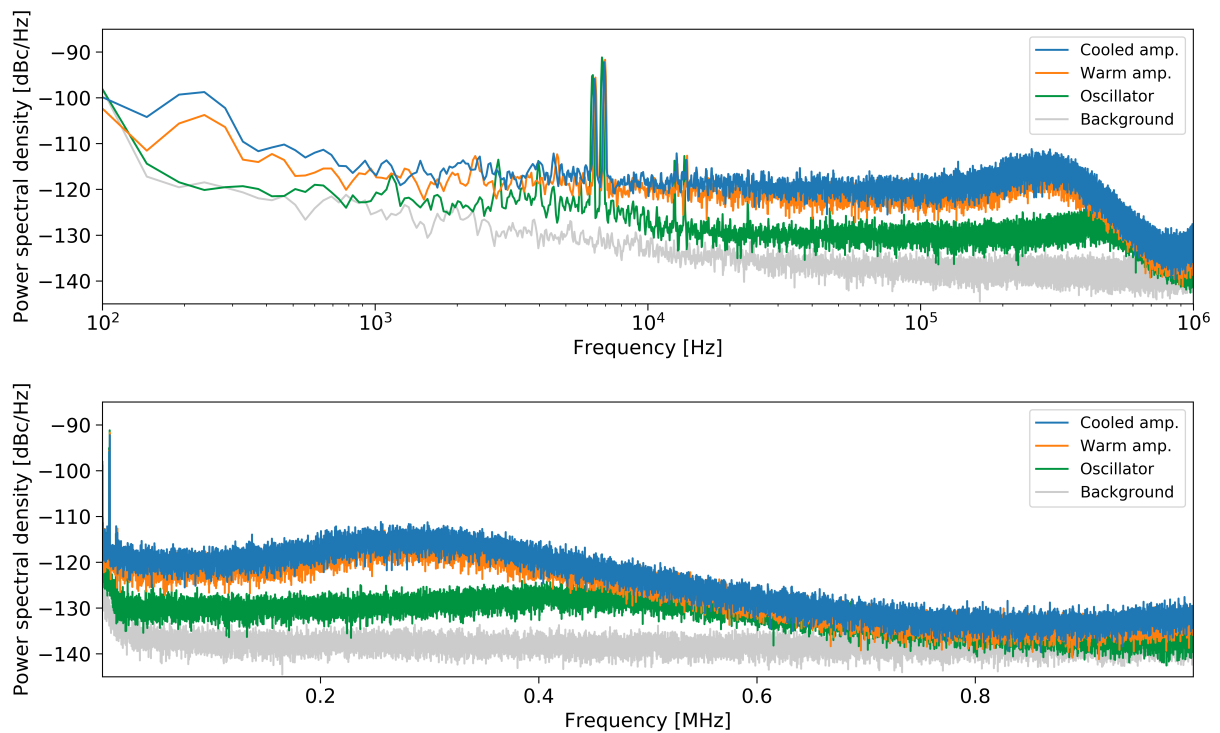 Power spectral density [dBc/Hz]
−90
−100
−110
−120
−130
−140
Cooled amp.
Warm amp.
Oscillator
Background
10²
10³
10⁴
10⁵
10⁶
Frequency [Hz]
Power spectral density [dBc/Hz]
−90
−100
−110
−120
−130
−140
Cooled amp.
Warm amp.
Oscillator
Background
0.2
0.4
0.6
0.8
Frequency [MHz]